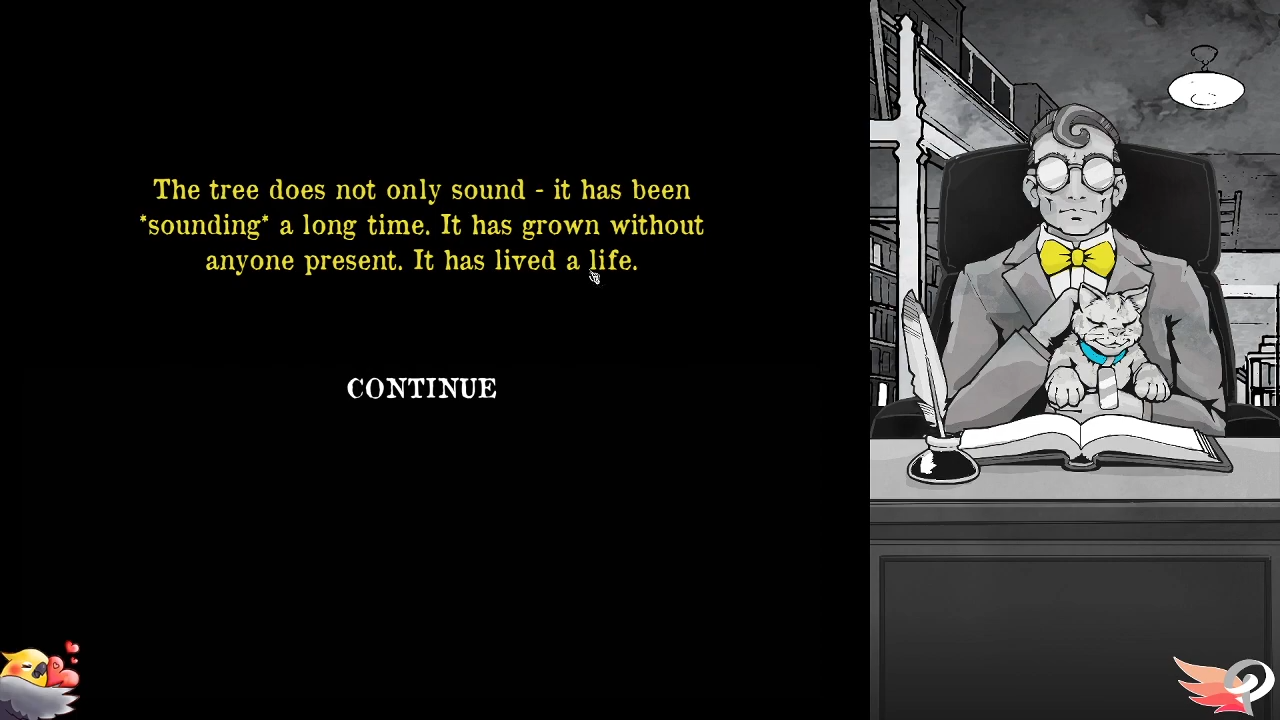 The tree does not only sound - it has been
*sounding* a long time. It has grown without
anyone present. It has lived a life.
CONTINUE